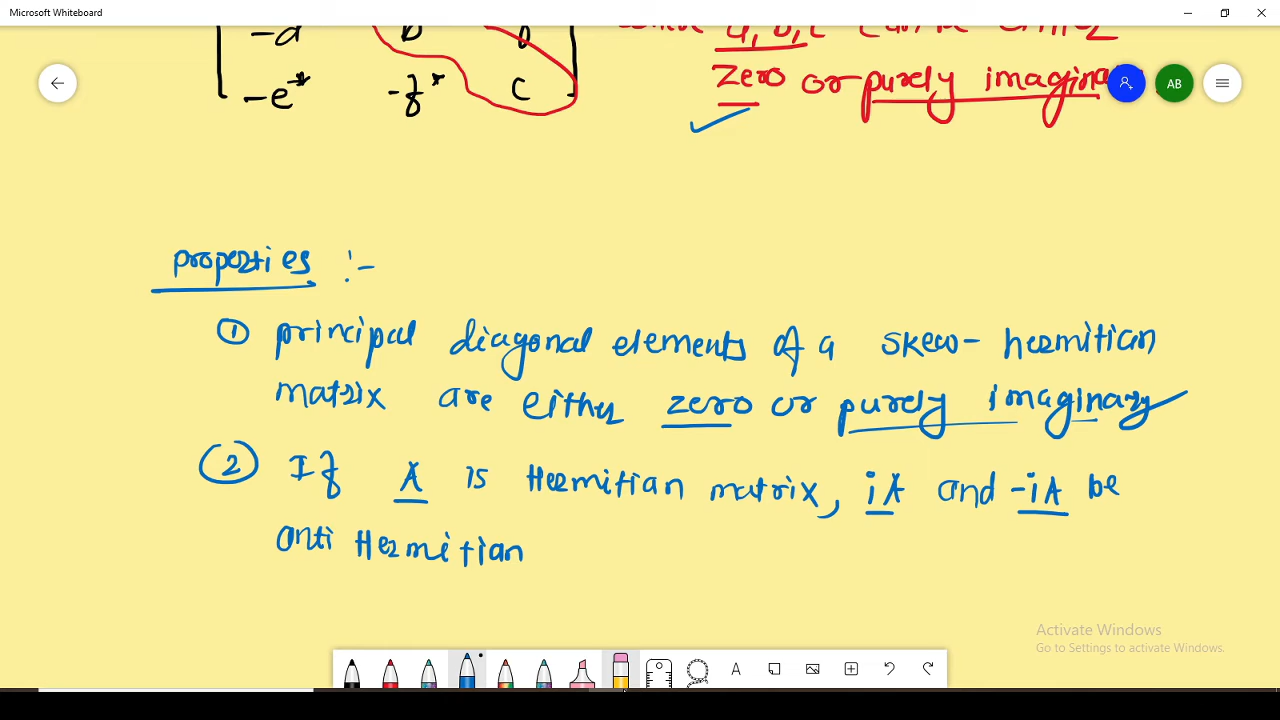 Microsoft Whiteboard
zero or purely imagina
AB
-e* -f* c
properties :-
① principal diagonal elements of a skew-hermitian
matrix are either zero or purely imaginary
② If A is Hermitian matrix, iA and -iA be
anti Hermitian
Activate Windows
Go to Settings to activate Windows.
A